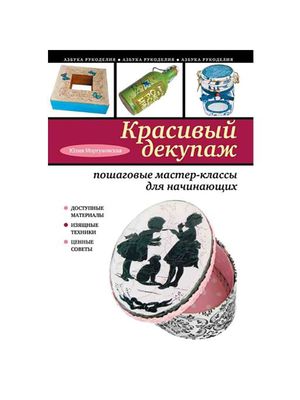 АЗБУКА РУКОДЕЛИЯ • АЗБУКА РУКОДЕЛИЯ • АЗБУКА РУКОДЕЛИЯ
Красивый
декупаж
Юлия Моргуновская
пошаговые мастер-классы
для начинающих
ДОСТУПНЫЕ
МАТЕРИАЛЫ
ИЗЯЩНЫЕ
ТЕХНИКИ
ЦЕННЫЕ
СОВЕТЫ